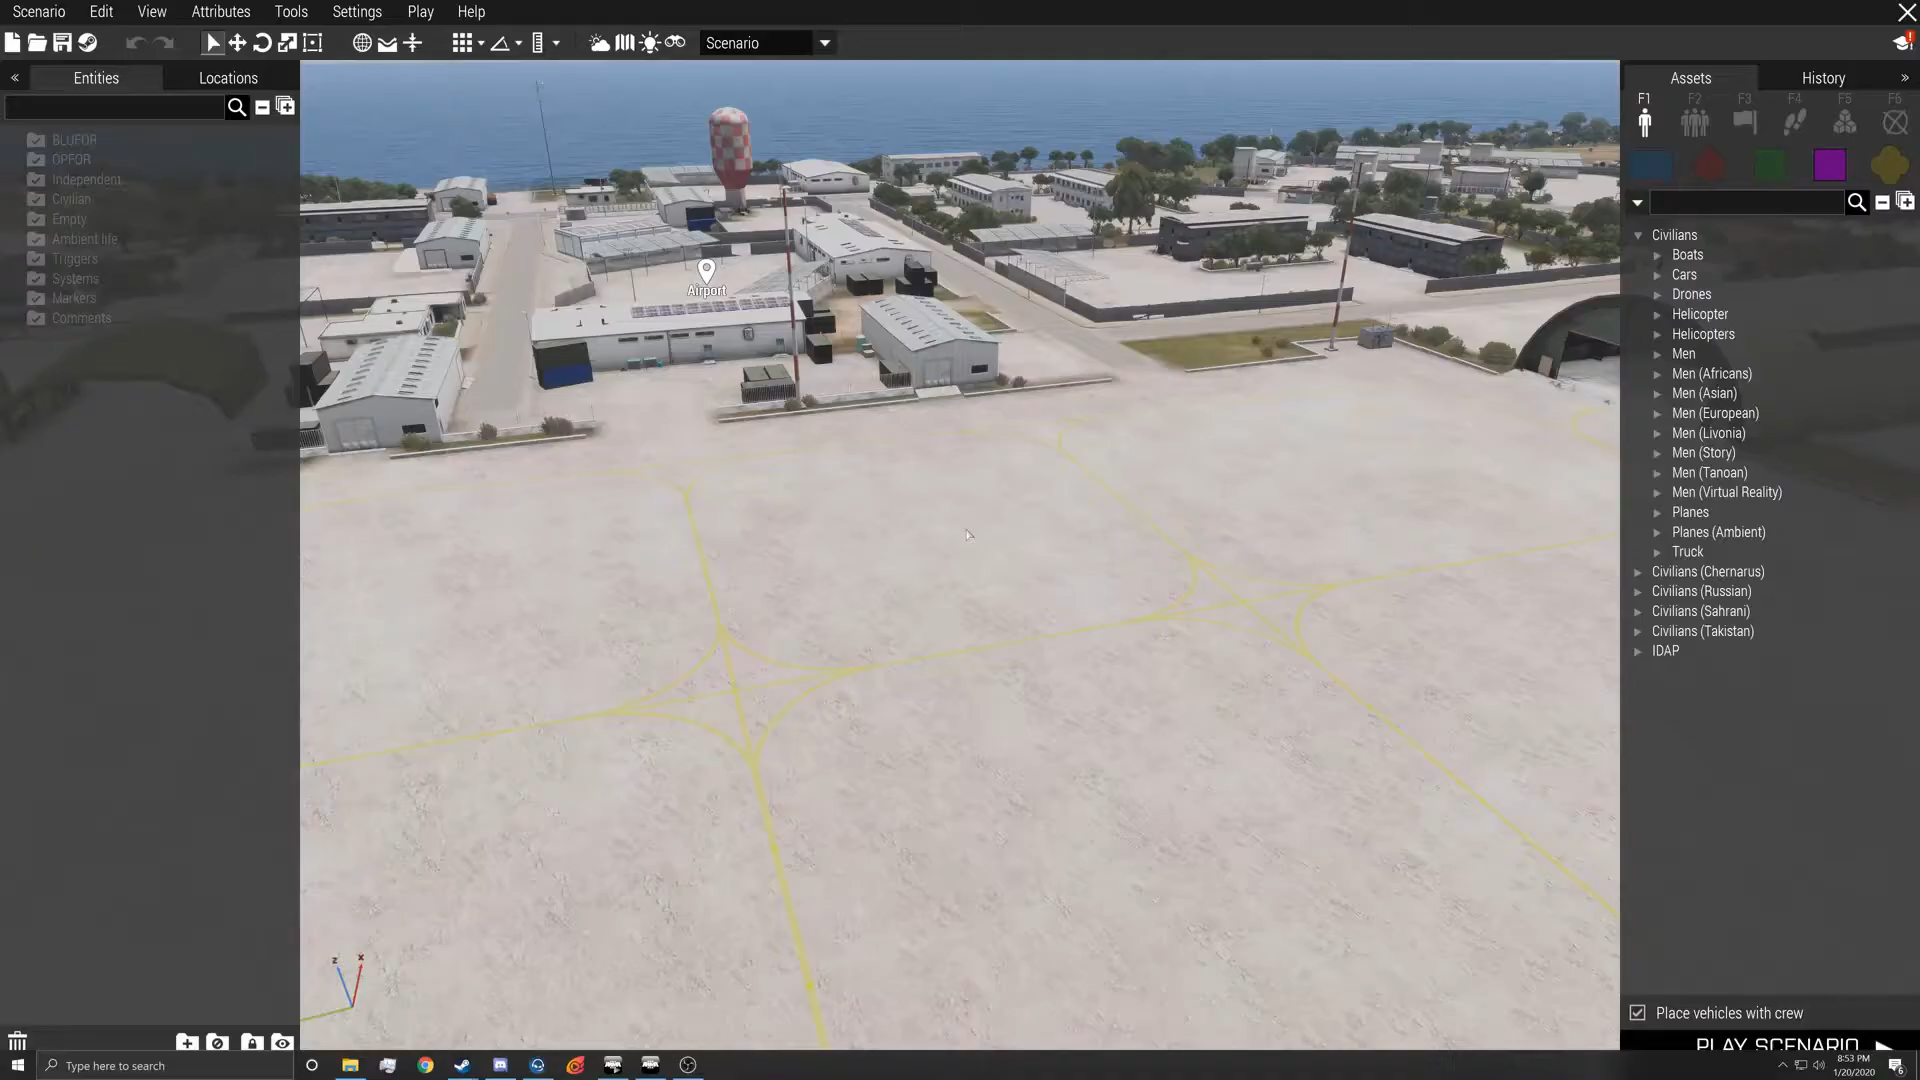 Scenario Edit View Attributes Tools Settings Play Help
Scenario
Entities Locations
BLUFOR
OPFOR
Independent
Civilian
Empty
Ambient life
Triggers
Systems
Markers
Comments
Airport
z x
Assets History
F1 F2 F3 F4 F5 F6
Civilians
Boats
Cars
Drones
Helicopter
Helicopters
Men
Men (Africans)
Men (Asian)
Men (European)
Men (Livonia)
Men (Story)
Men (Tanoan)
Men (Virtual Reality)
Planes
Planes (Ambient)
Truck
Civilians (Chernarus)
Civilians (Russian)
Civilians (Sahrani)
Civilians (Takistan)
IDAP
Place vehicles with crew
PLAY SCENARIO
Type here to search
8:53 PM
1/20/2020
6